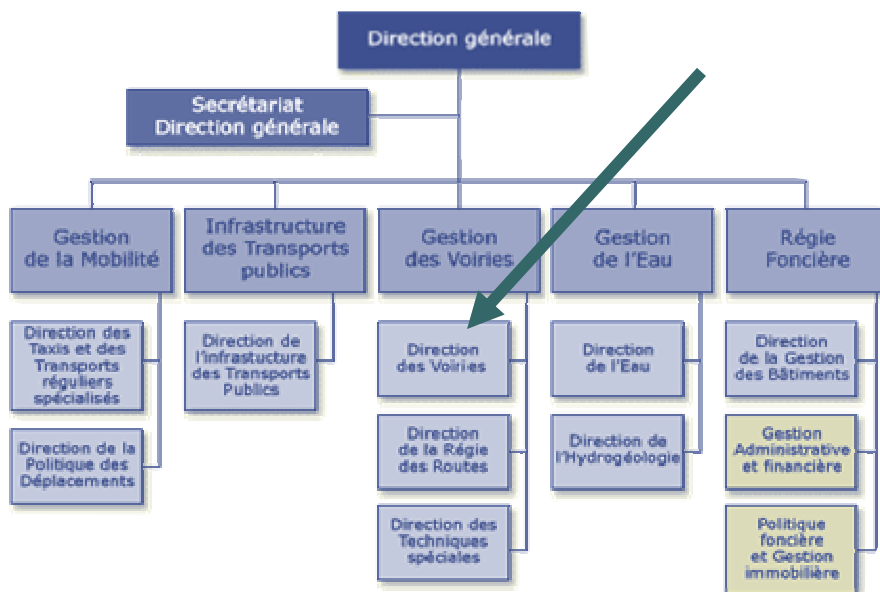 Direction générale
Secrétariat
Direction générale
Gestion
de la Mobilité
Infrastructure
des Transports
publics
Gestion
des Voiries
Gestion
de l'Eau
Régie
Foncière
Direction des
Taxis et des
Transports
réguliers
spécialisés
Direction de la
Politique des
Déplacements
Direction de
l'infrastucture
des Transports
Publics
Direction
des Voiries
Direction
de la Régie
des Routes
Direction des
Techniques
spéciales
Direction
de l'Eau
Direction de
l'Hydrogéologie
Direction
de la Gestion
des Bâtiments
Gestion
Administrative
et financière
Politique
foncière
et Gestion
immobilière